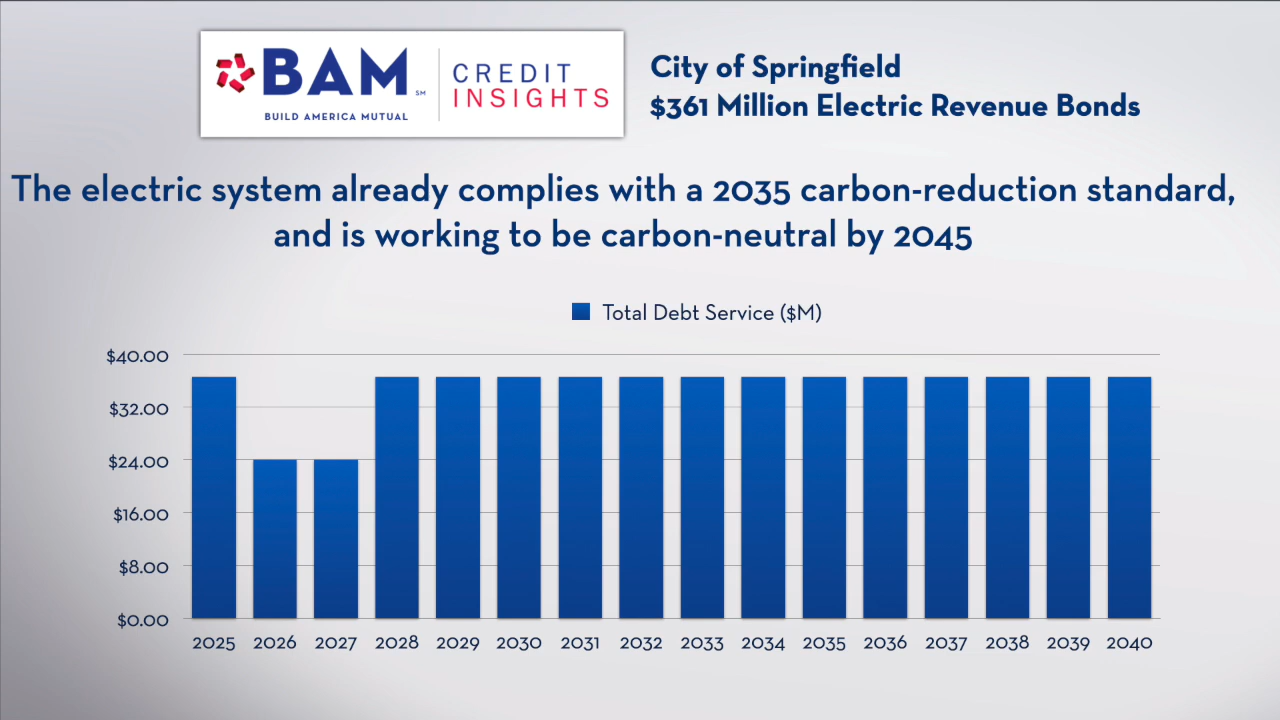 BAM SM
BUILD AMERICA MUTUAL
CREDIT
INSIGHTS
City of Springfield
$361 Million Electric Revenue Bonds
The electric system already complies with a 2035 carbon-reduction standard,
and is working to be carbon-neutral by 2045
Total Debt Service ($M)
$40.00
$32.00
$24.00
$16.00
$8.00
$0.00
2025 2026 2027 2028 2029 2030 2031 2032 2033 2034 2035 2036 2037 2038 2039 2040